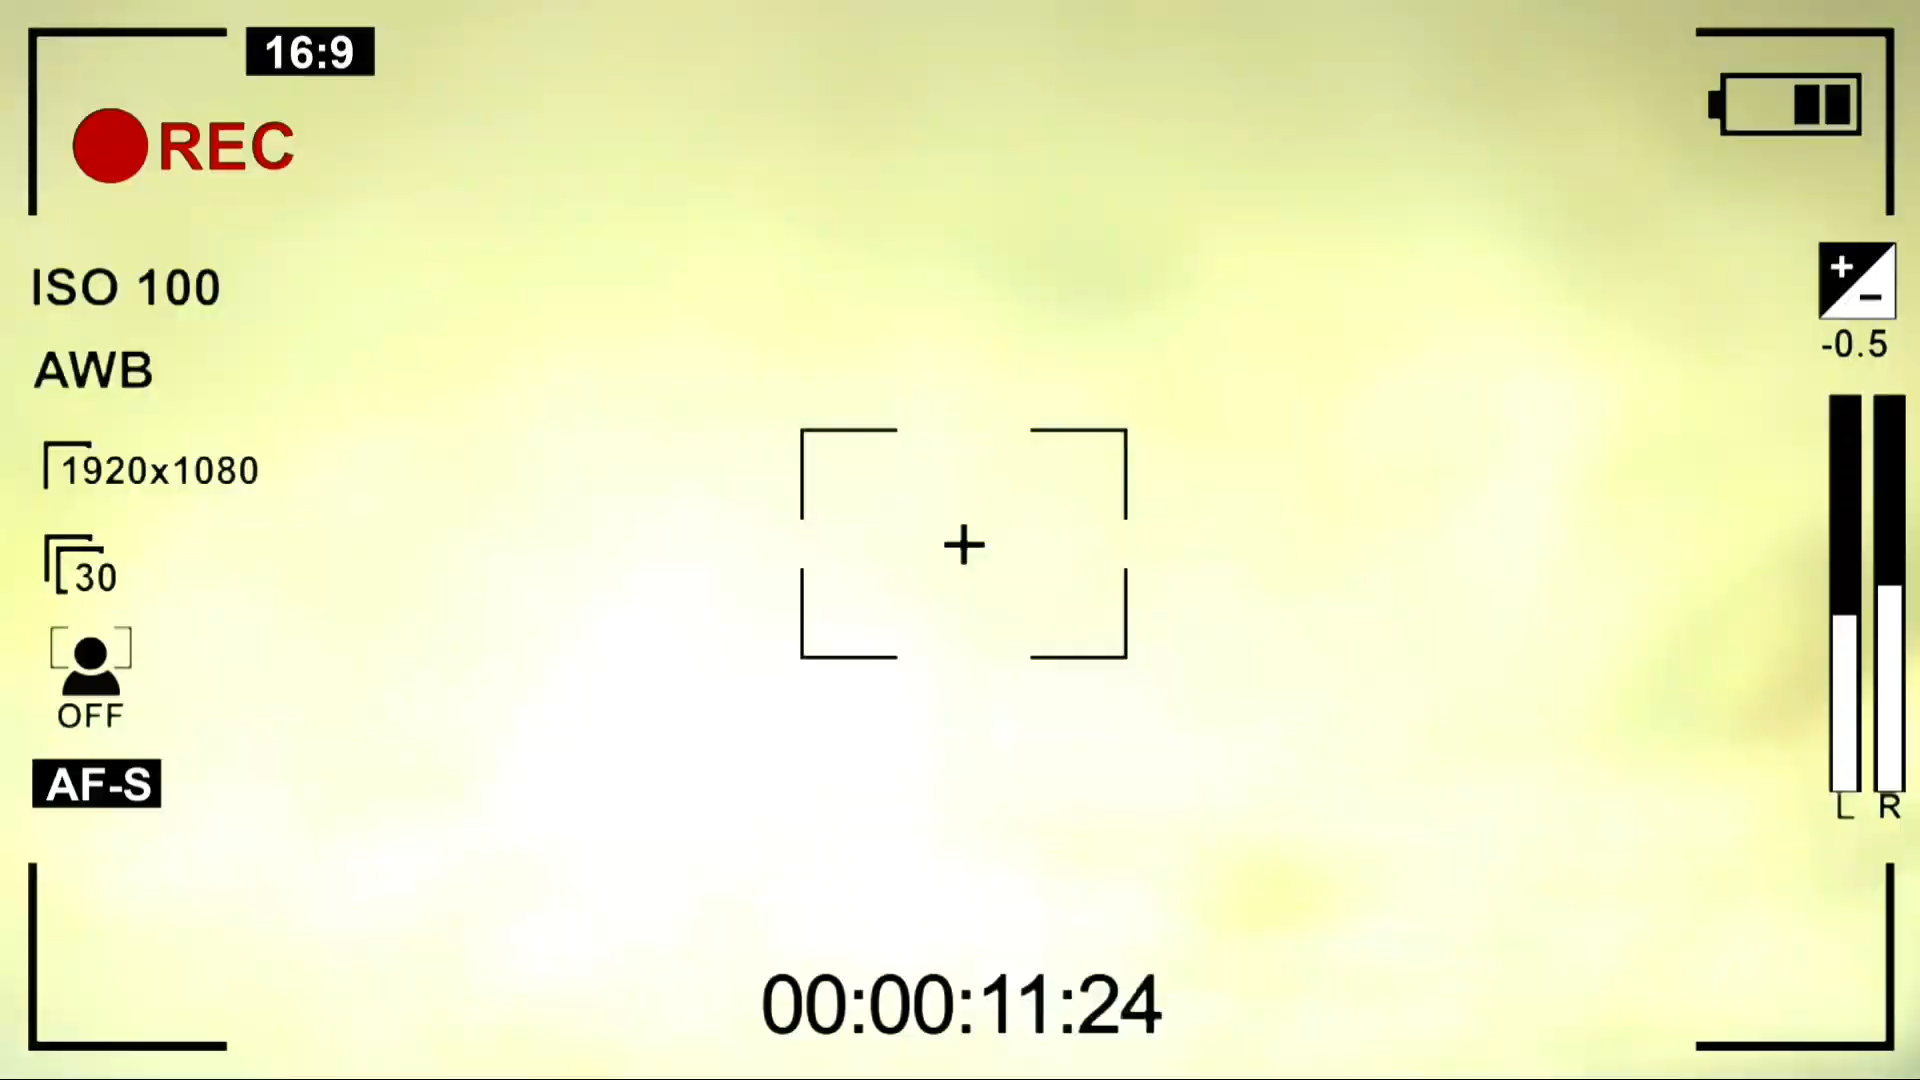 16:9
REC
ISO 100
AWB
1920x1080
30
OFF
AF-S
+
-
-0.5
L R
00:00:11:24